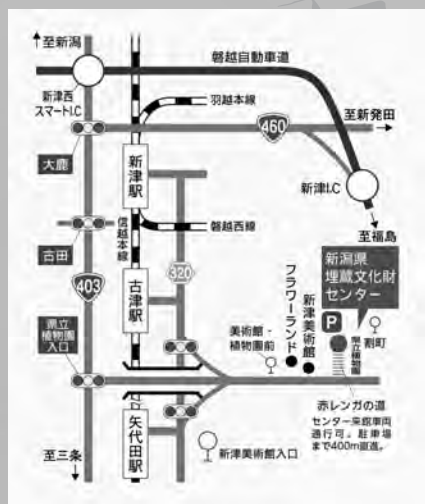 至新潟
磐越自動車道
新津西
スマートI.C
羽越本線
至新発田
460
大鹿
新津駅
新津I.C
至福島
古田
信越本線
磐越西線
403
320
古津駅
新潟県
埋蔵文化財
センター
県立
植物園
入口
美術館・
植物園前
フラワーランド
新津美術館
P
県立植物園
割町
矢代田駅
赤レンガの道
センター来館車両
通行可。駐車場
まで400m直進。
至三条
新津美術館入口